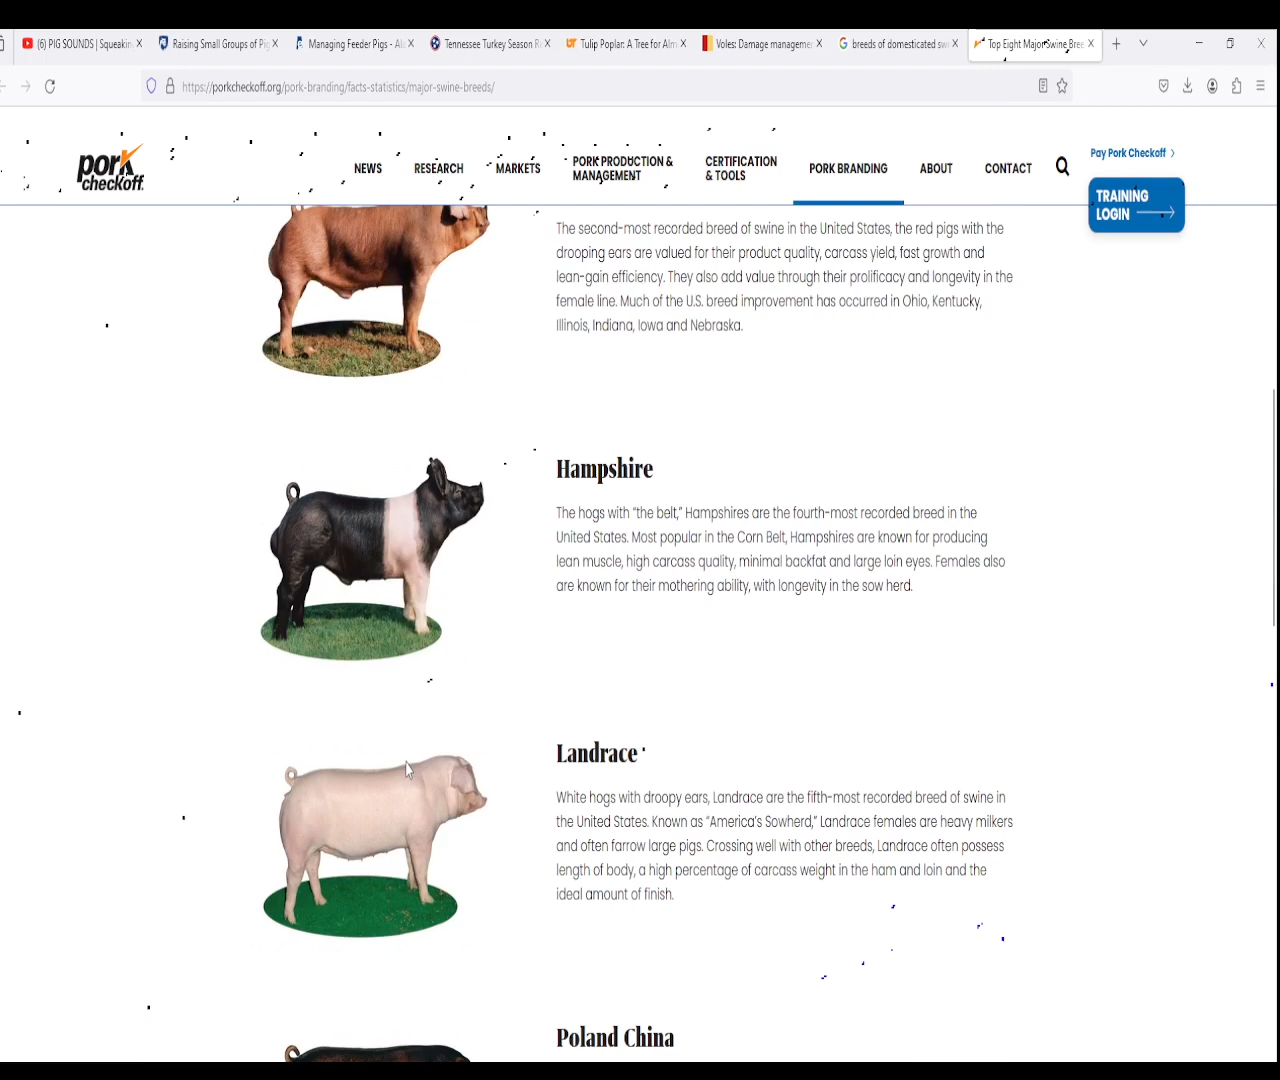 (6) PIG SOUNDS | Squeakin
Raising Small Groups of Pi
Managing Feeder Pigs - Al
Tennessee Turkey Season R
Tulip Poplar: A Tree for Alm
Voles: Damage manageme
breeds of domesticated sw
Top Eight Major Swine Bree
https://porkcheckoff.org/pork-branding/facts-statistics/major-swine-breeds/
pork
checkoff
NEWS
RESEARCH
MARKETS
PORK PRODUCTION &
MANAGEMENT
CERTIFICATION
& TOOLS
PORK BRANDING
ABOUT
CONTACT
Pay Pork Checkoff
TRAINING
LOGIN
The second-most recorded breed of swine in the United States, the red pigs with the
drooping ears are valued for their product quality, carcass yield, fast growth and
lean-gain efficiency. They also add value through their prolificacy and longevity in the
female line. Much of the U.S. breed improvement has occurred in Ohio, Kentucky,
Illinois, Indiana, Iowa and Nebraska.
Hampshire
The hogs with “the belt,” Hampshires are the fourth-most recorded breed in the
United States. Most popular in the Corn Belt, Hampshires are known for producing
lean muscle, high carcass quality, minimal backfat and large loin eyes. Females also
are known for their mothering ability, with longevity in the sow herd.
Landrace
White hogs with droopy ears, Landrace are the fifth-most recorded breed of swine in
the United States. Known as “America’s Sowherd,” Landrace females are heavy milkers
and often farrow large pigs. Crossing well with other breeds, Landrace often possess
length of body, a high percentage of carcass weight in the ham and loin and the
ideal amount of finish.
Poland China